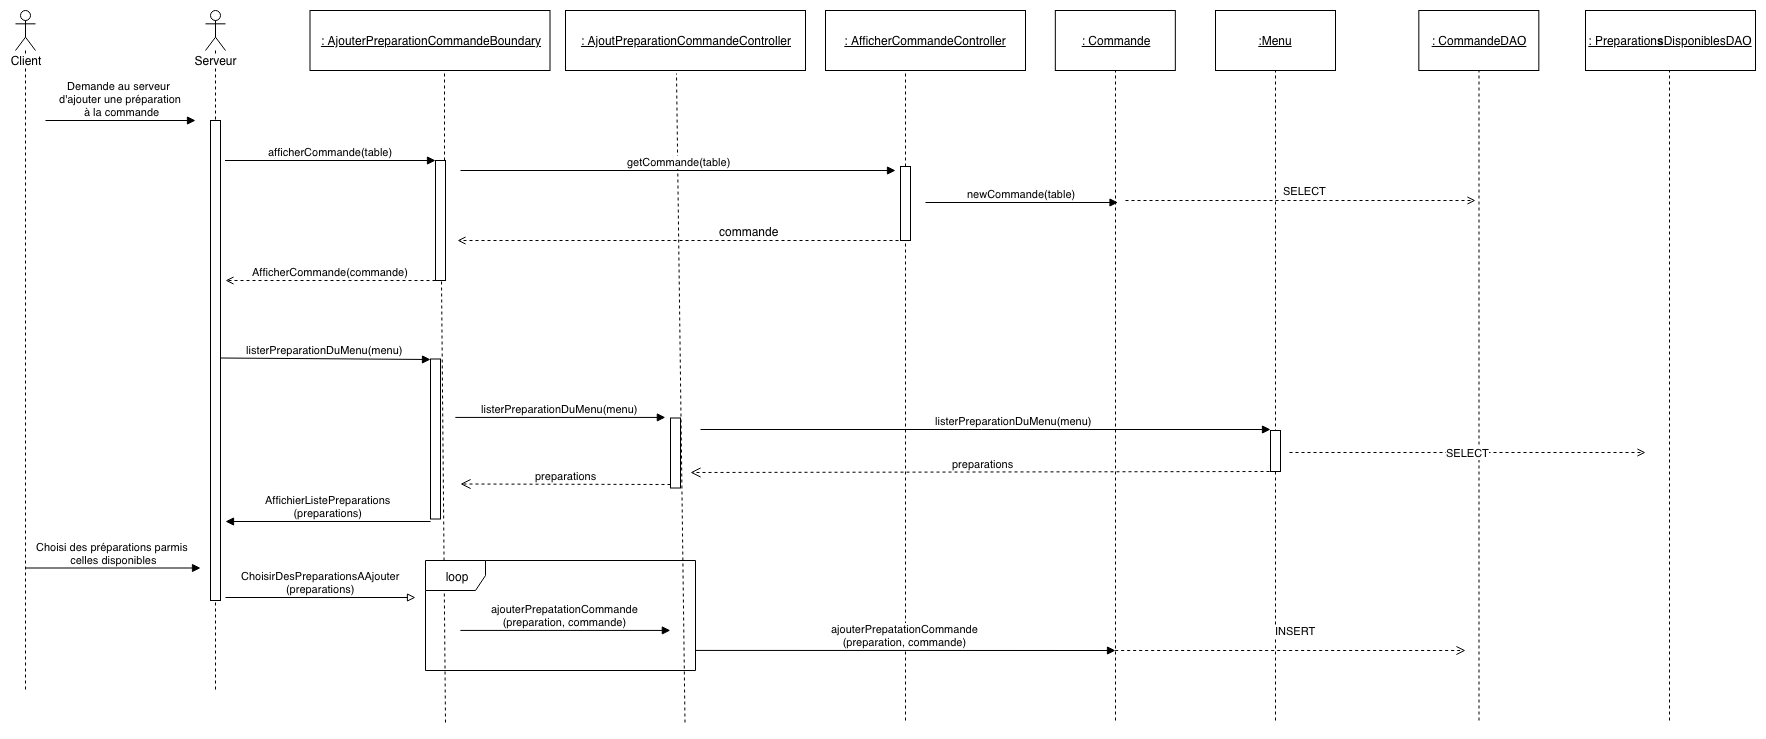 Client
Serveur
: AjouterPreparationCommandeBoundary
: AjoutPreparationCommandeController
: AfficherCommandeController
: Commande
:Menu
: CommandeDAO
: PreparationsDisponiblesDAO
Demande au serveur
d'ajouter une préparation
à la commande
afficherCommande(table)
getCommande(table)
newCommande(table)
SELECT
commande
AfficherCommande(commande)
listerPreparationDuMenu(menu)
listerPreparationDuMenu(menu)
listerPreparationDuMenu(menu)
SELECT
preparations
preparations
AffichierListePreparations
(preparations)
Choisi des préparations parmis
celles disponibles
ChoisirDesPreparationsAAjouter
(preparations)
loop
ajouterPrepatationCommande
(preparation, commande)
ajouterPrepatationCommande
(preparation, commande)
INSERT